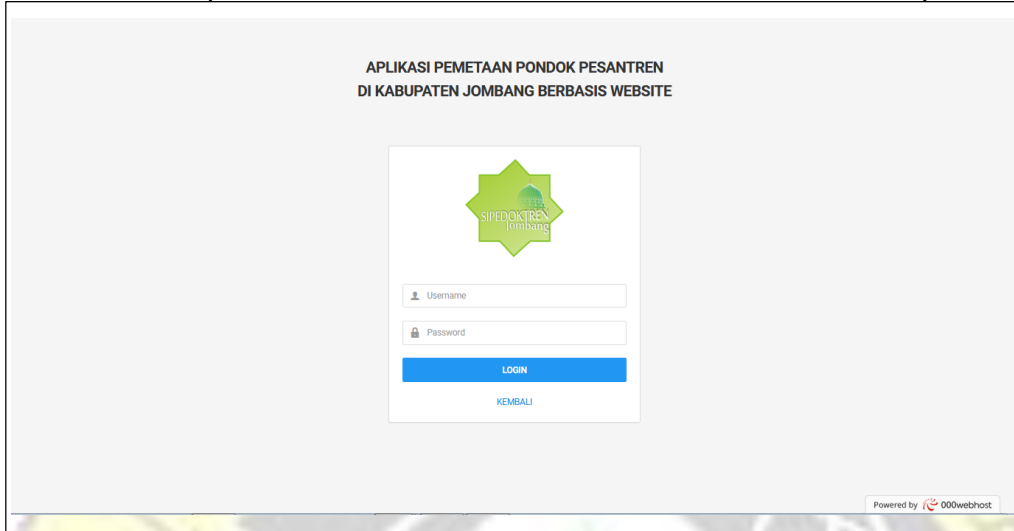 APLIKASI PEMETAAN PONDOK PESANTREN
DI KABUPATEN JOMBANG BERBASIS WEBSITE
SIPEDOKTREN
Jombang
Username
Password
LOGIN
KEMBALI
Powered by 000webhost